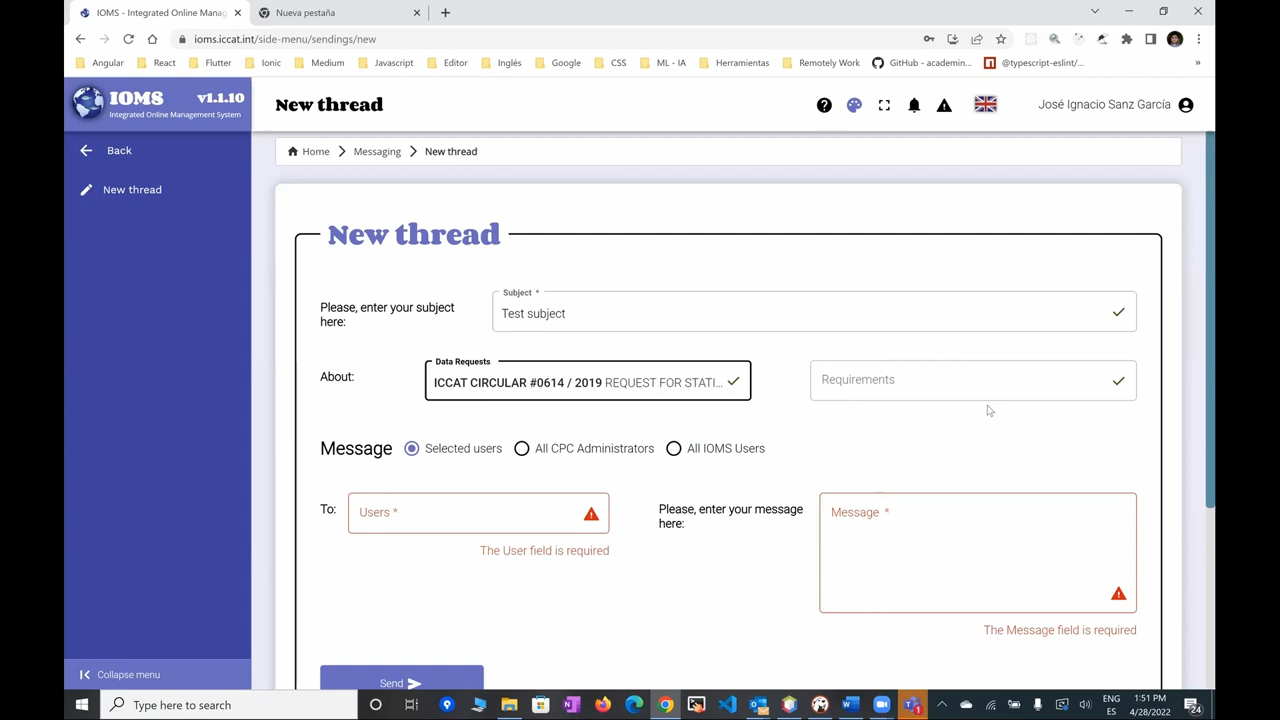 IOMS - Integrated Online Manag
Nueva pestaña
ioms.iccat.int/side-menu/sendings/new
Angular
React
Flutter
Ionic
Medium
Javascript
Editor
Inglés
Google
CSS
ML - IA
Herramientas
Remotely Work
GitHub - academin...
@typescript-eslint/...
»
IOMS v1.1.10
Integrated Online Management System
New thread
José Ignacio Sanz García
Back
New thread
Home
Messaging
New thread
New thread
Please, enter your subject
here:
Subject *
Test subject
About:
Data Requests
ICCAT CIRCULAR #0614 / 2019 REQUEST FOR STATI...
Requirements
Message
Selected users
All CPC Administrators
All IOMS Users
To:
Users *
The User field is required
Please, enter your message
here:
Message *
The Message field is required
Send
Collapse menu
Type here to search
ENG
ES
1:51 PM
4/28/2022
24